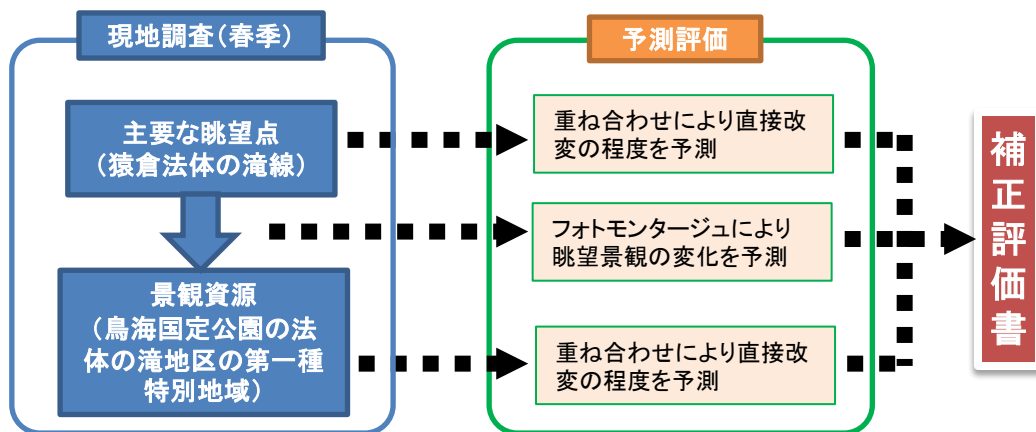 現地調査(春季)
主要な眺望点
(猿倉法体の滝線)
景観資源
(鳥海国定公園の法
体の滝地区の第一種
特別地域)
予測評価
重ね合わせにより直接改
変の程度を予測
フォトモンタージュにより
眺望景観の変化を予測
重ね合わせにより直接改
変の程度を予測
補正評価書